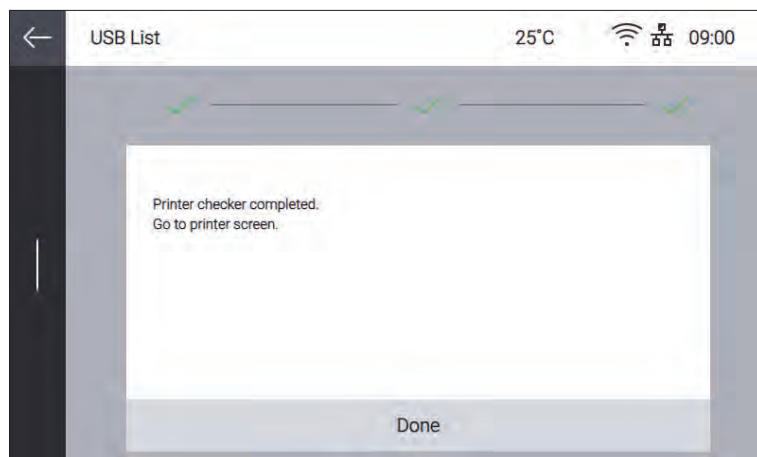 USB List 25°C 09:00
Printer checker completed.
Go to printer screen.
Done